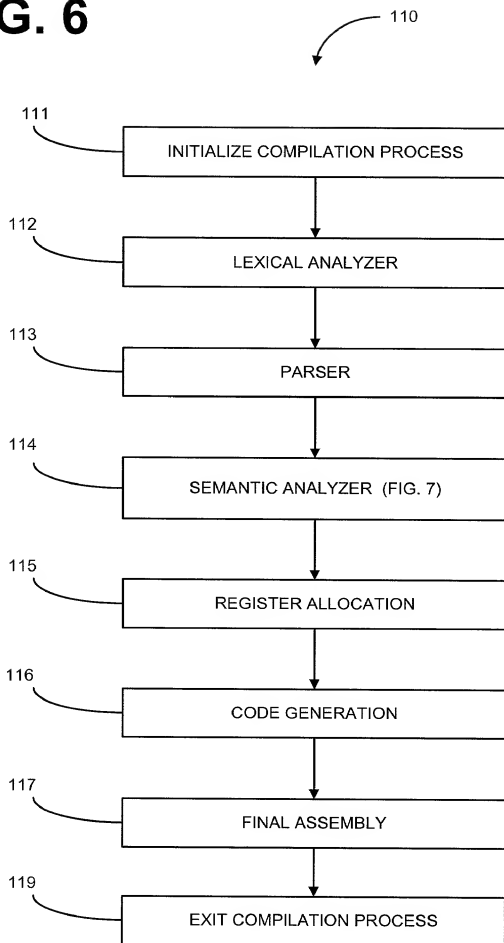 G. 6
110
111
INITIALIZE COMPILATION PROCESS
112
LEXICAL ANALYZER
113
PARSER
114
SEMANTIC ANALYZER (FIG. 7)
115
REGISTER ALLOCATION
116
CODE GENERATION
117
FINAL ASSEMBLY
119
EXIT COMPILATION PROCESS